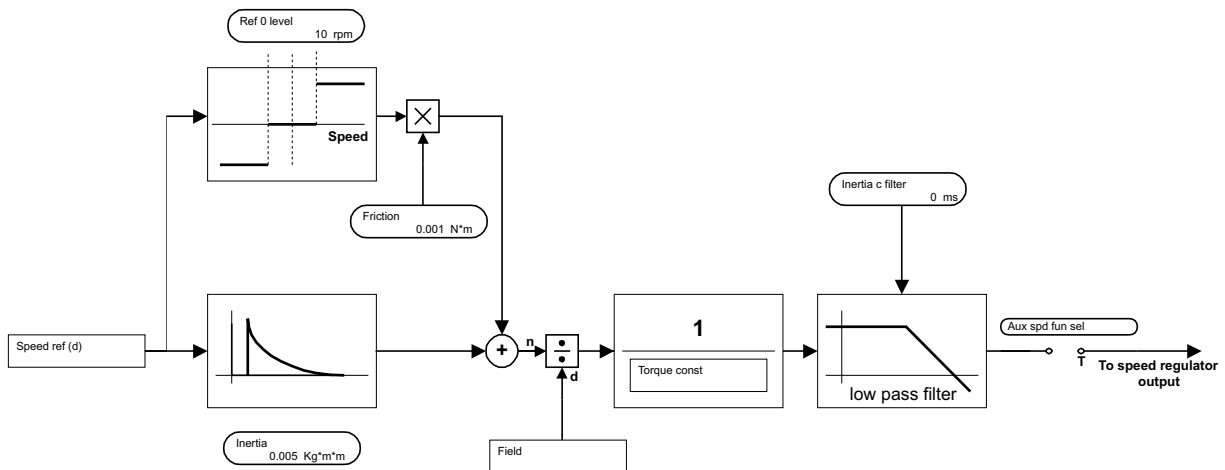 Ref 0 level
10 rpm
Speed
Friction
0.001 N*m
Inertia c filter
0 ms
Speed ref (d)
+
n
d
1
Torque const
low pass filter
Aux spd fun sel
T
To speed regulator
output
Inertia
0.005 Kg*m*m
Field